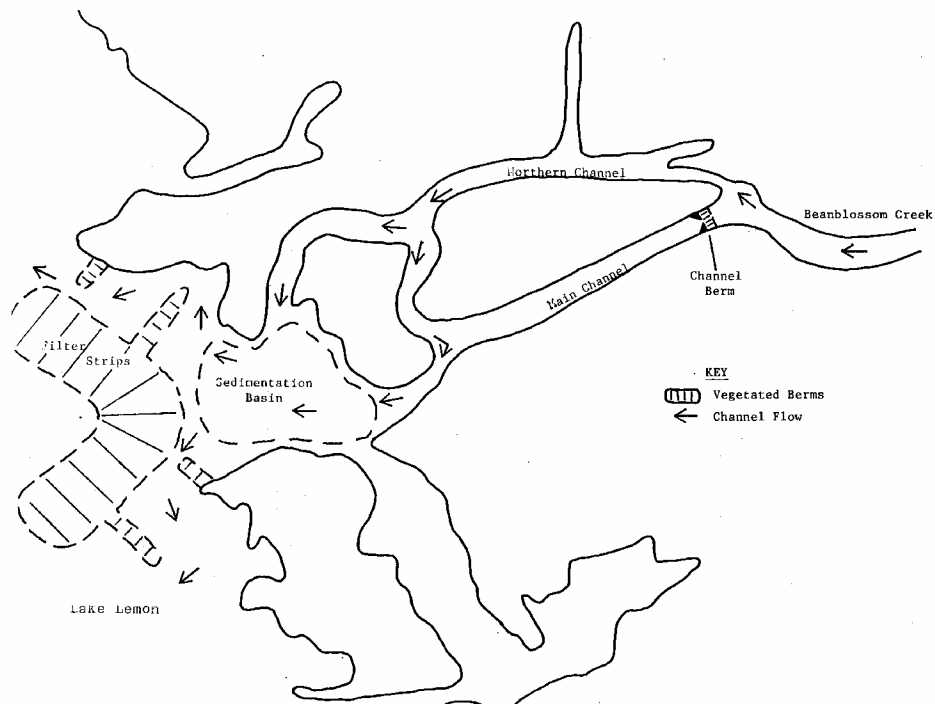 Northern Channel
Beanblossom Creek
Main Channel
Channel
Berm
Filter
Strips
Sedimentation
Basin
KEY
Vegetated Berms
Channel Flow
Lake Lemon